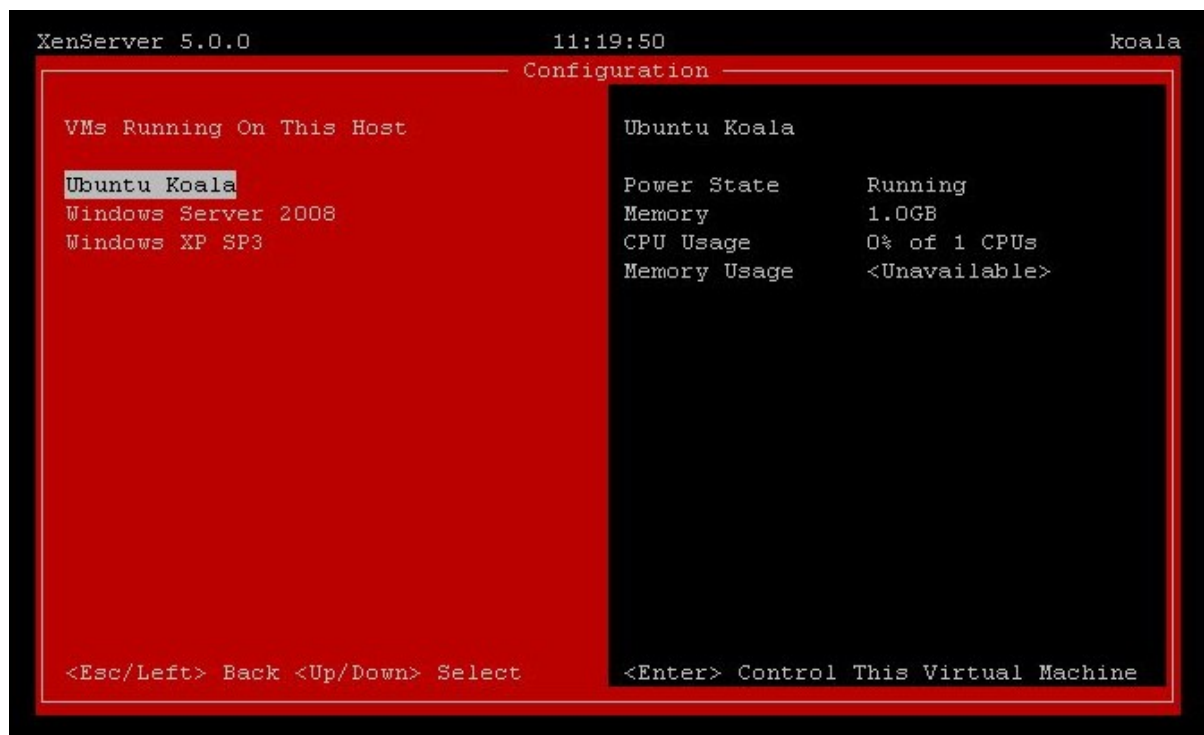 XenServer 5.0.0 11:19:50 koala
Configuration
VMs Running On This Host
Ubuntu Koala
Windows Server 2008
Windows XP SP3
<Esc/Left> Back <Up/Down> Select
Ubuntu Koala
Power State Running
Memory 1.0GB
CPU Usage 0% of 1 CPUs
Memory Usage <Unavailable>
<Enter> Control This Virtual Machine